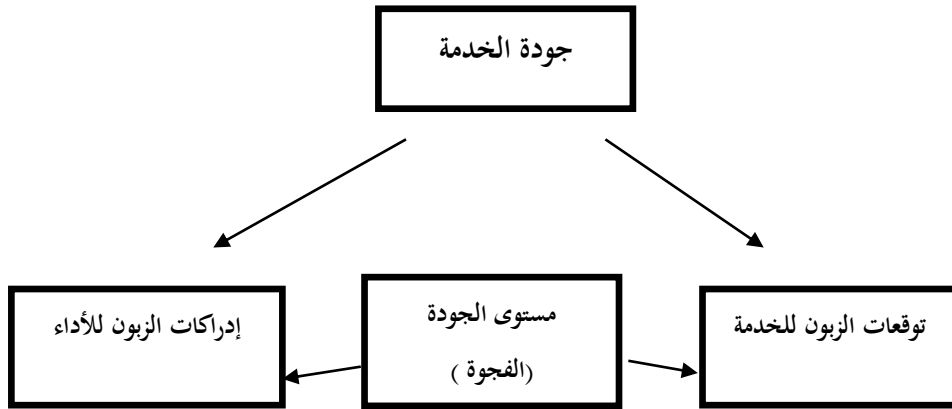 جودة الخدمة
توقعات الزبون للخدمة
مستوى الجودة
(الفجوة )
إدراكات الزبون للأداء